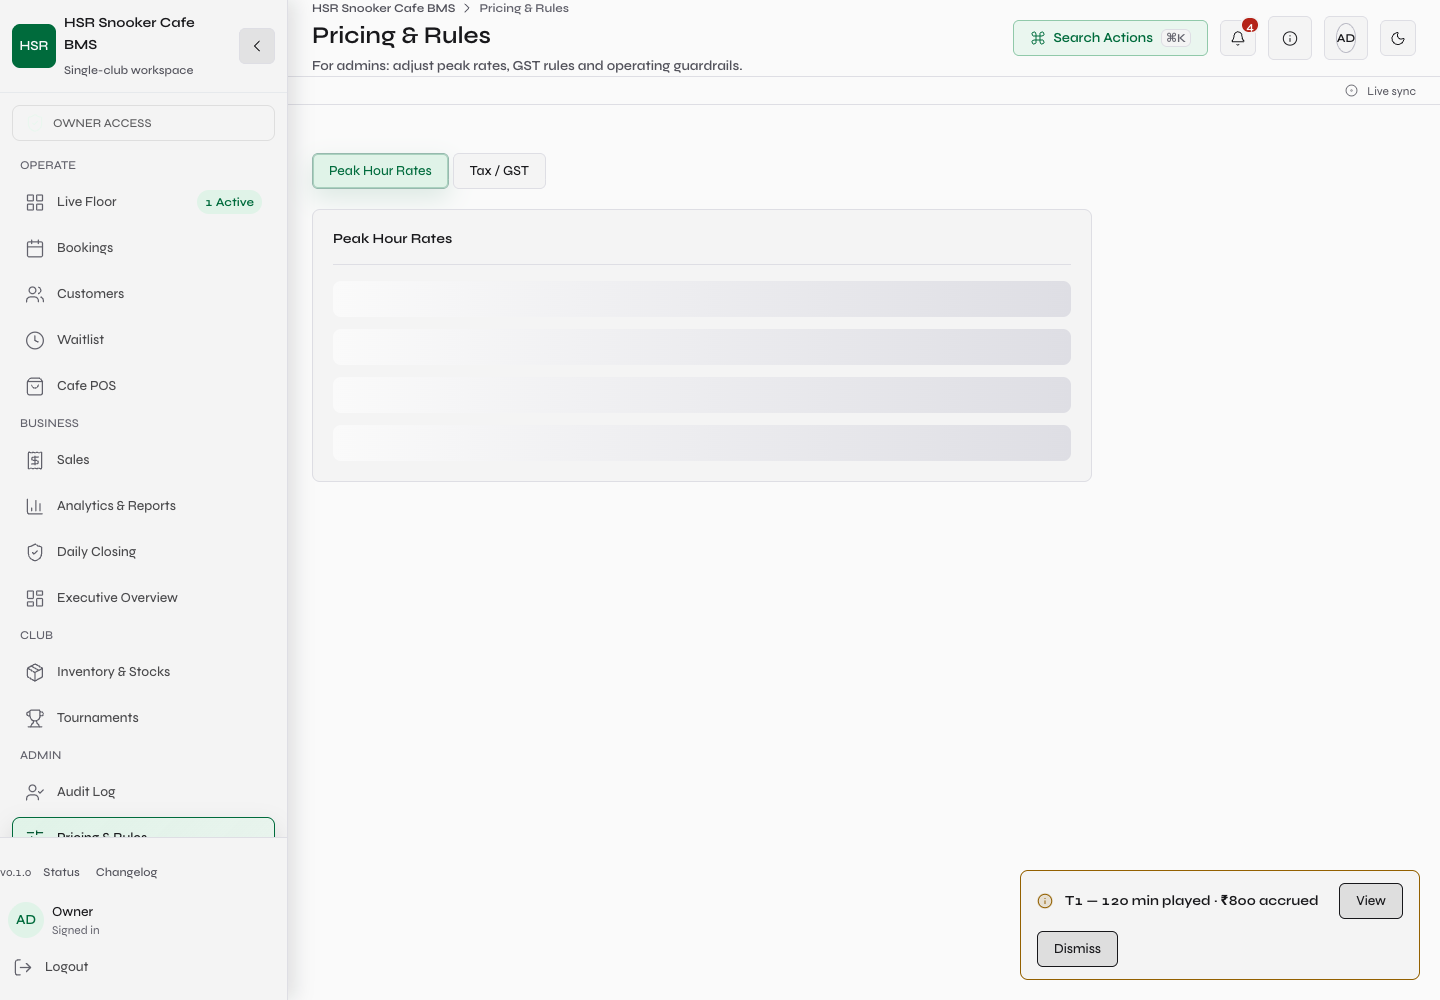 HSR
HSR Snooker Cafe
BMS
Single-club workspace
OWNER ACCESS
OPERATE
Live Floor
1 Active
Bookings
Customers
Waitlist
Cafe POS
BUSINESS
Sales
Analytics & Reports
Daily Closing
Executive Overview
CLUB
Inventory & Stocks
Tournaments
ADMIN
Audit Log
Pricing & Rules
v0.1.0
Status
Changelog
AD
Owner
Signed in
Logout
HSR Snooker Cafe BMS
Pricing & Rules
Pricing & Rules
For admins: adjust peak rates, GST rules and operating guardrails.
Search Actions ⌘K
4
AD
Live sync
Peak Hour Rates
Tax / GST
Peak Hour Rates
T1 — 120 min played · ₹800 accrued
View
Dismiss